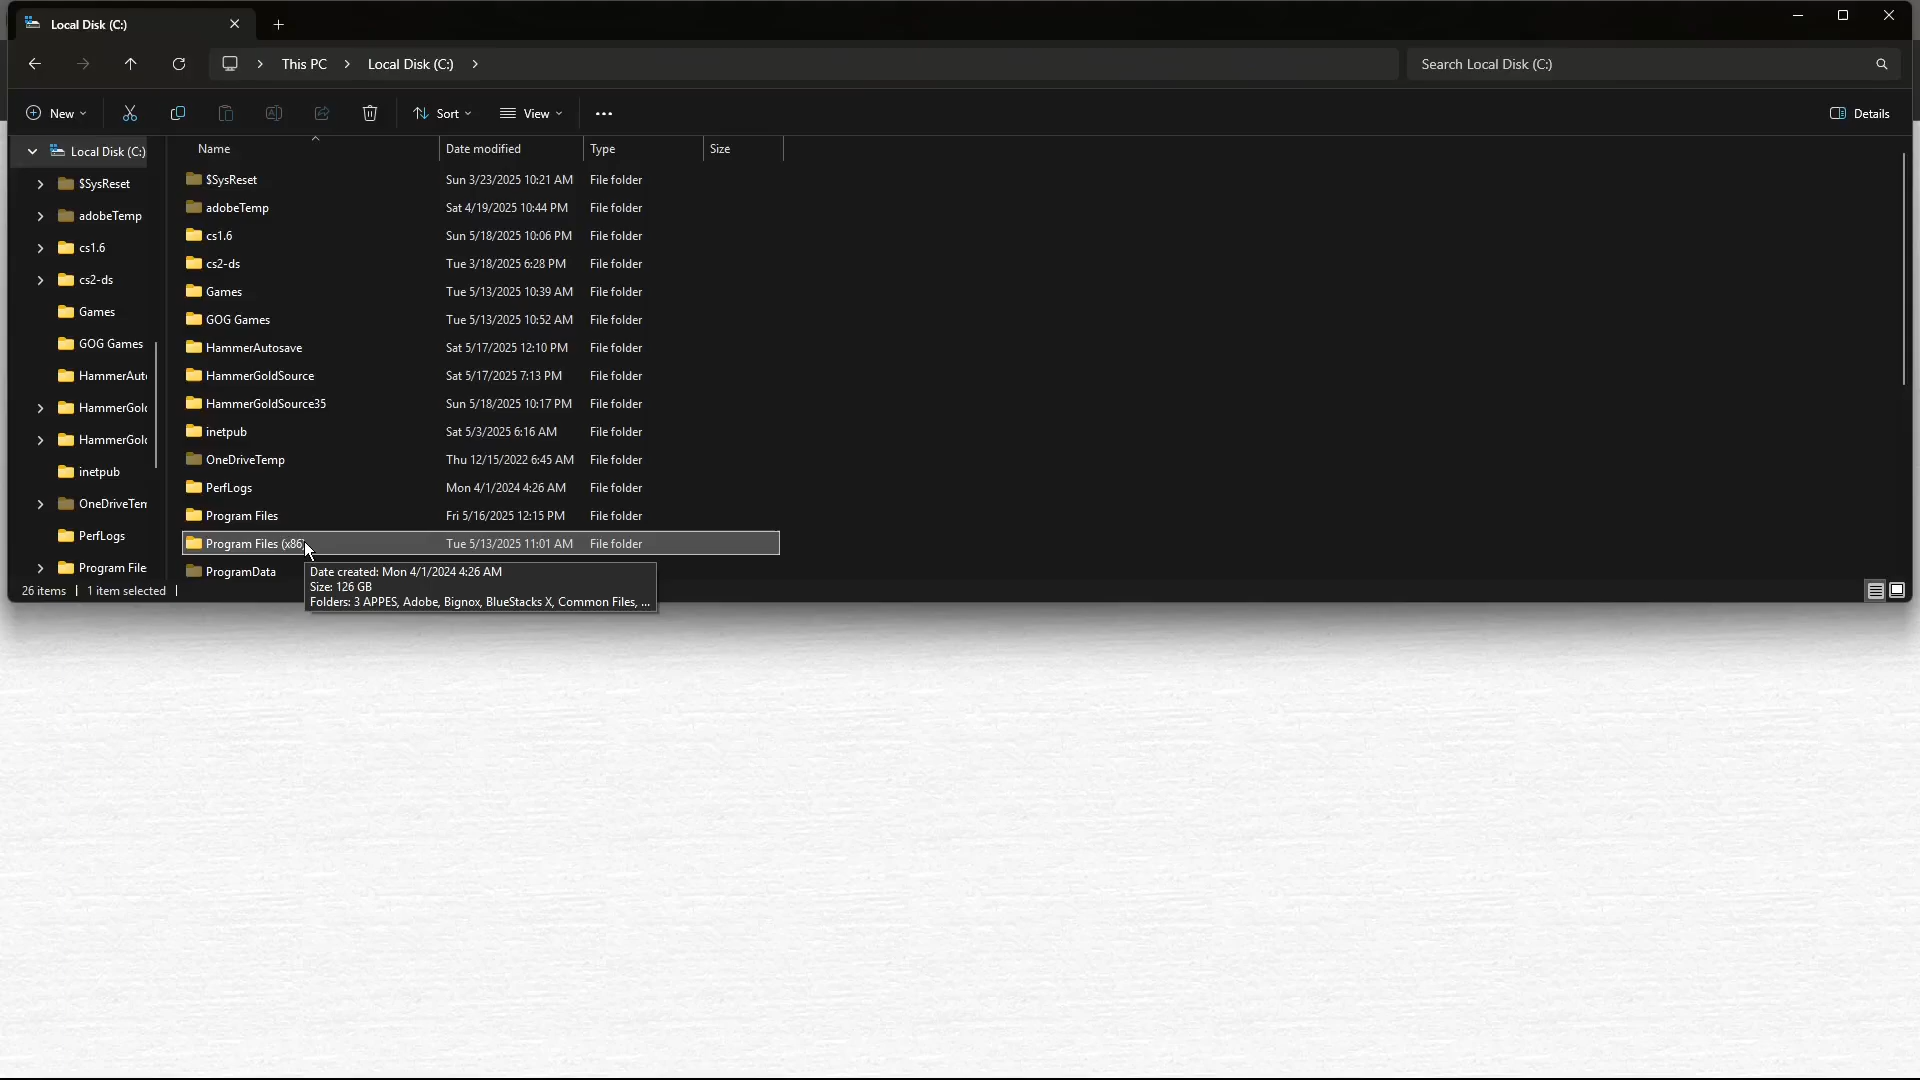 Local Disk (C:)
This PC
Local Disk (C:)
Search Local Disk (C:)
New
Sort
View
Details
Local Disk (C:)
$SysReset
adobeTemp
cs1.6
cs2-ds
Games
GOG Games
HammerAut
HammerGol
HammerGol
inetpub
OneDriveTem
PerfLogs
Program File
Name Date modified Type Size
$SysReset Sun 3/23/2025 10:21 AM File folder
adobeTemp Sat 4/19/2025 10:44 PM File folder
cs1.6 Sun 5/18/2025 10:06 PM File folder
cs2-ds Tue 3/18/2025 6:28 PM File folder
Games Tue 5/13/2025 10:39 AM File folder
GOG Games Tue 5/13/2025 10:52 AM File folder
HammerAutosave Sat 5/17/2025 12:10 PM File folder
HammerGoldSource Sat 5/17/2025 7:13 PM File folder
HammerGoldSource35 Sun 5/18/2025 10:17 PM File folder
inetpub Sat 5/3/2025 6:16 AM File folder
OneDriveTemp Thu 12/15/2022 6:45 AM File folder
PerfLogs Mon 4/1/2024 4:26 AM File folder
Program Files Fri 5/16/2025 12:15 PM File folder
Program Files (x86) Tue 5/13/2025 11:01 AM File folder
ProgramData
Date created: Mon 4/1/2024 4:26 AM
Size: 126 GB
Folders: 3 APPES, Adobe, Bignox, BlueStacks X, Common Files, ...
26 items
1 item selected